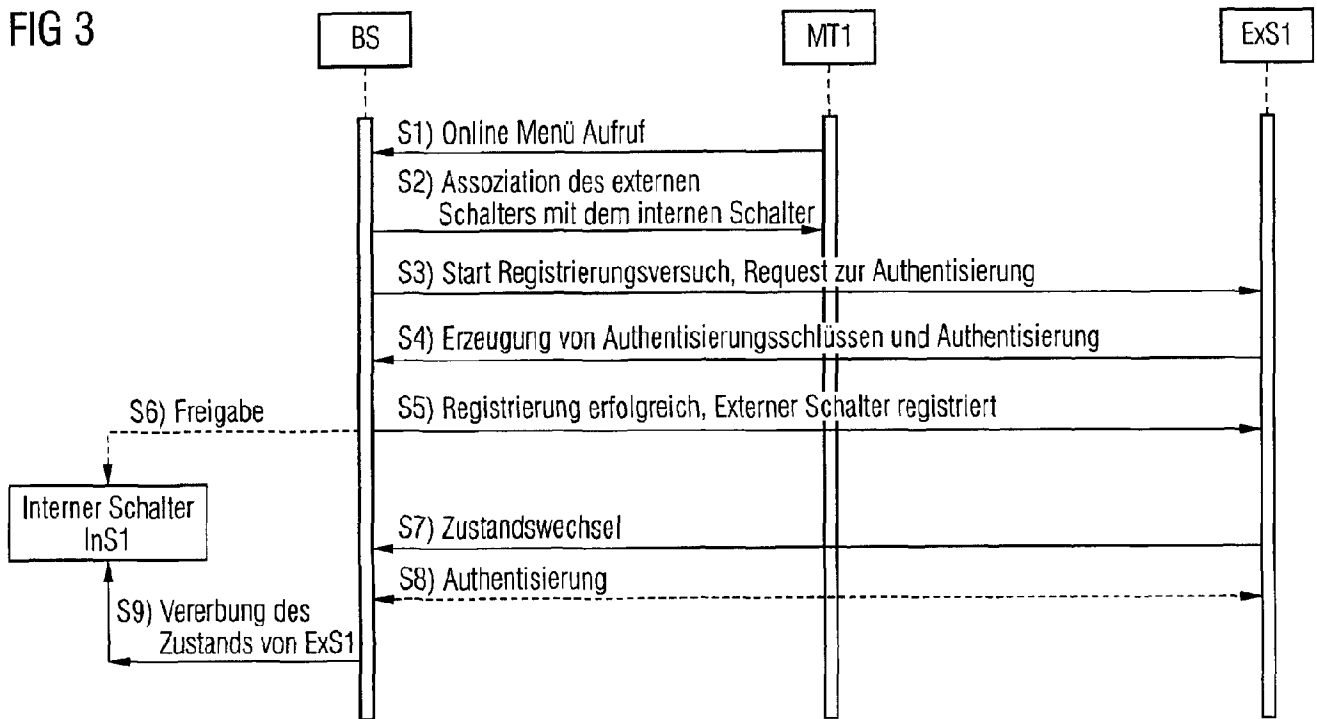 FIG 3
BS
MT1
ExS1
S1) Online Menü Aufruf
S2) Assoziation des externen
Schalters mit dem internen Schalter
S3) Start Registrierungsversuch, Request zur Authentisierung
S4) Erzeugung von Authentisierungsschlüssen und Authentisierung
S6) Freigabe
S5) Registrierung erfolgreich, Externer Schalter registriert
Interner Schalter
InS1
S7) Zustandswechsel
S8) Authentisierung
S9) Vererbung des
Zustands von ExS1